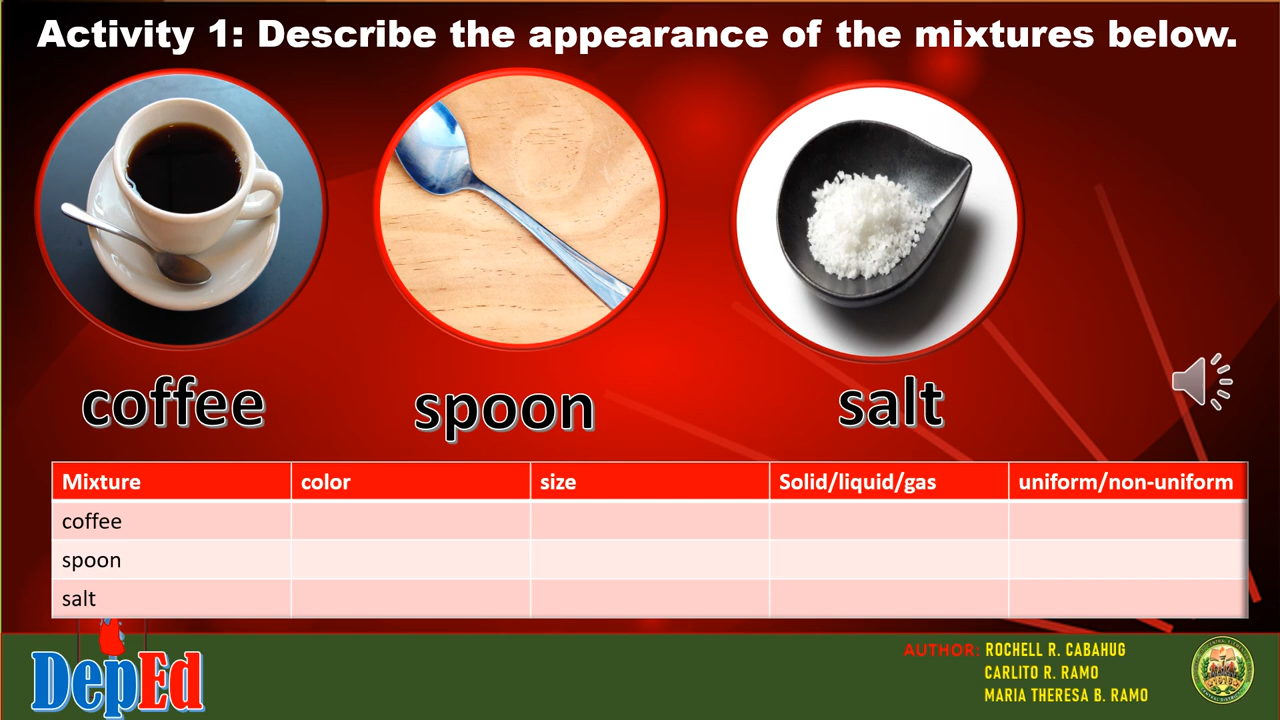 Activity 1: Describe the appearance of the mixtures below.
coffee
spoon
salt
Mixture color size Solid/liquid/gas uniform/non-uniform
coffee
spoon
salt
DepEd
AUTHOR: ROCHELL R. CABAHUG
CARLITO R. RAMO
MARIA THERESA B. RAMO